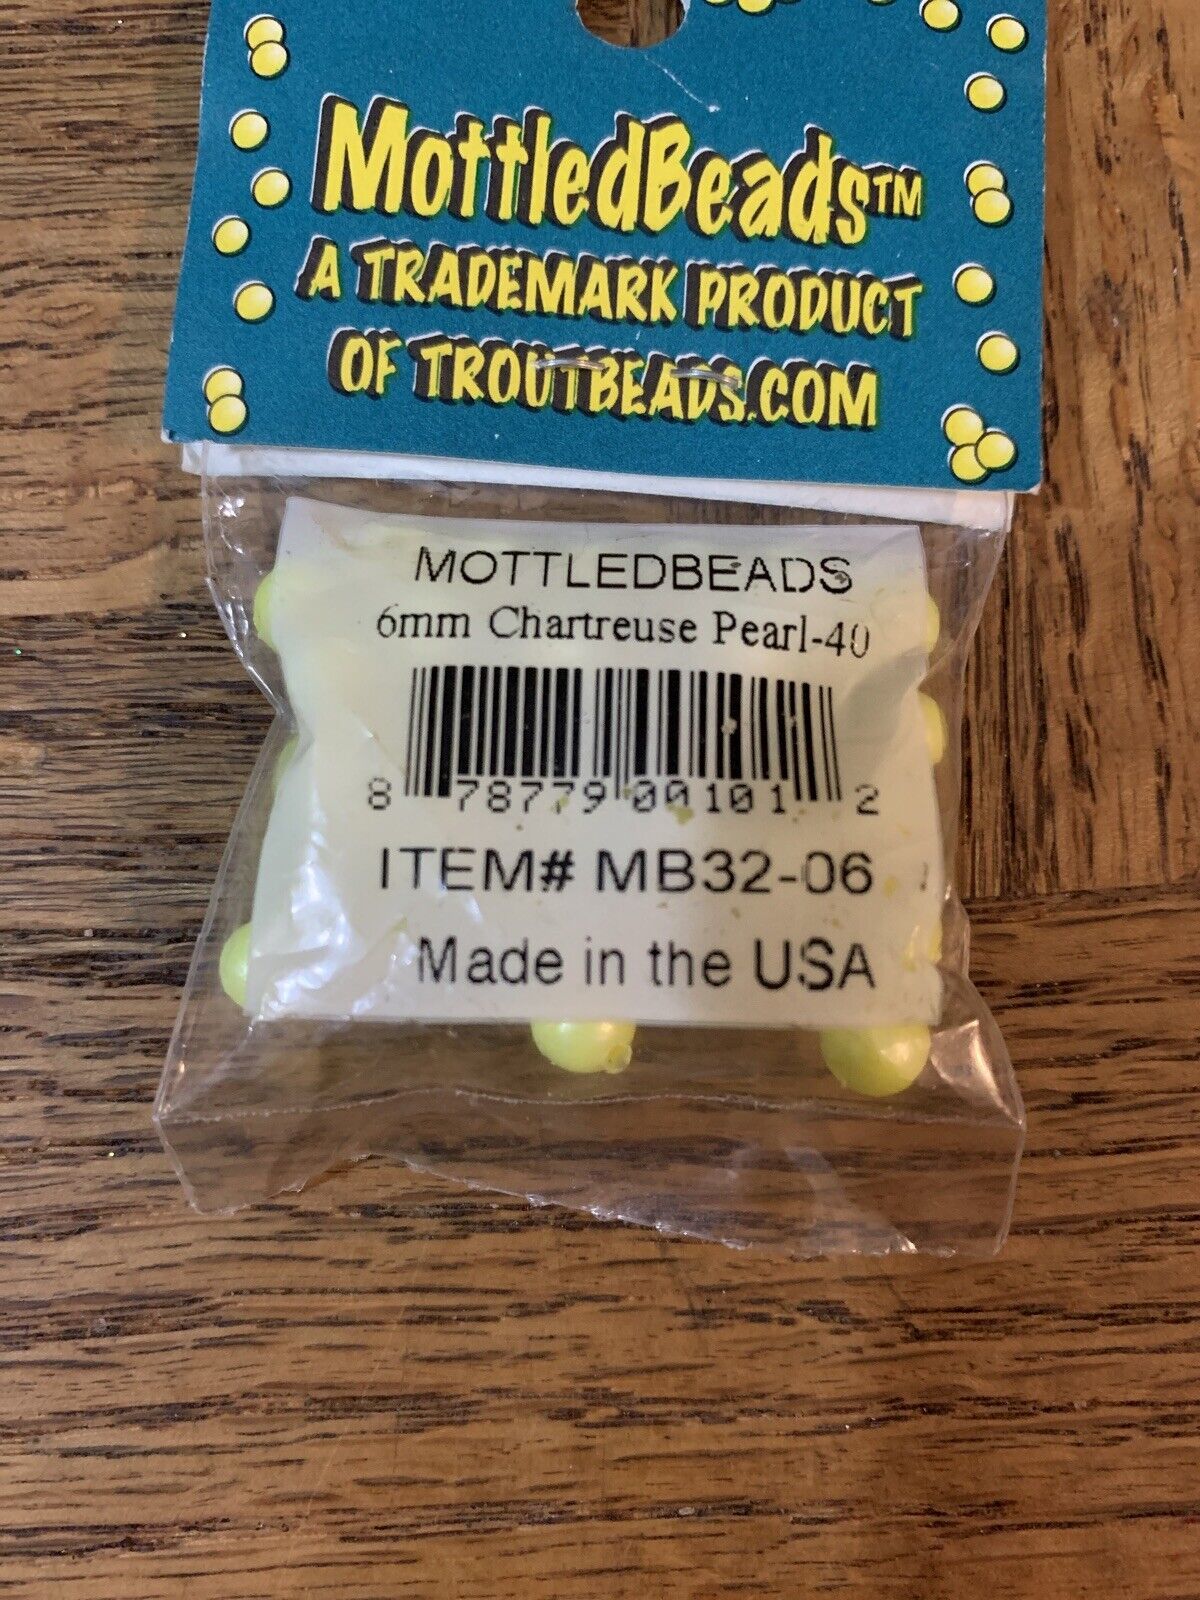 MottledBeads™
A TRADEMARK PRODUCT
OF TROUTBEADS.COM
MOTTLEDBEADS
6mm Chartreuse Pearl-40
8 78779 00101 2
ITEM# MB32-06
Made in the USA